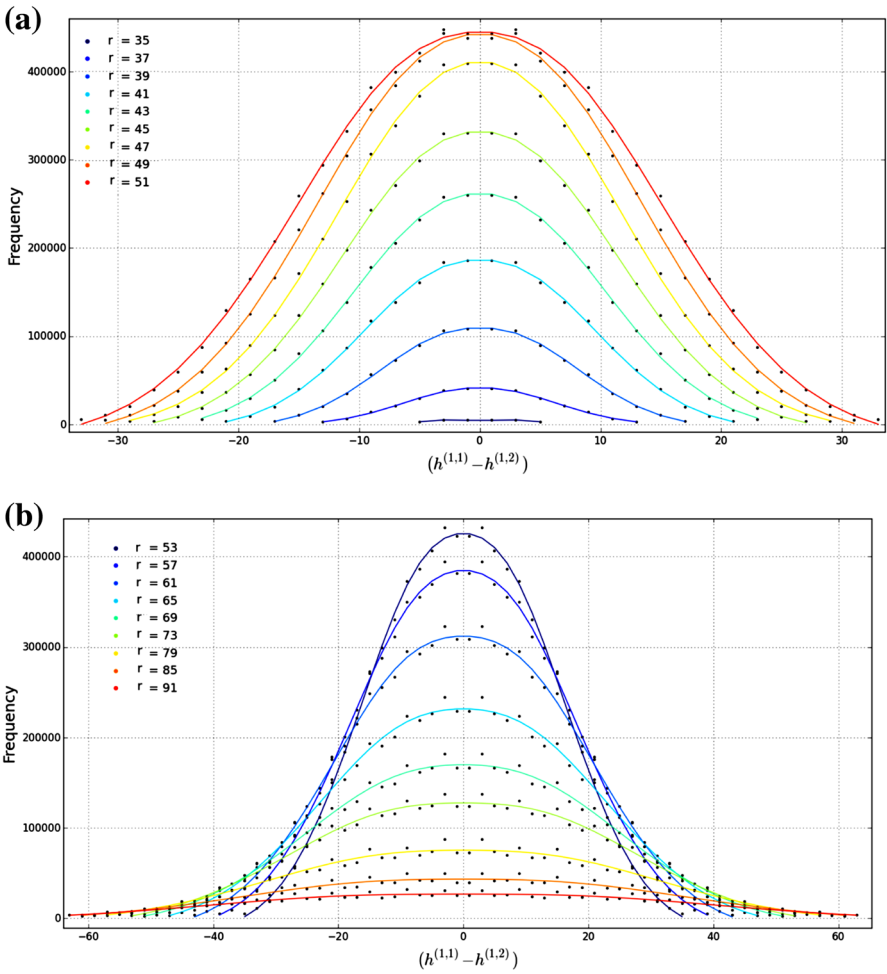 (a)
r = 35
r = 37
r = 39
r = 41
r = 43
r = 45
r = 47
r = 49
r = 51
400000
300000
200000
100000
0
Frequency
−30 −20 −10 0 10 20 30
(h^(1,1) − h^(1,2))
(b)
r = 53
r = 57
r = 61
r = 65
r = 69
r = 73
r = 79
r = 85
r = 91
400000
300000
200000
100000
0
Frequency
−60 −40 −20 0 20 40 60
(h^(1,1) − h^(1,2))